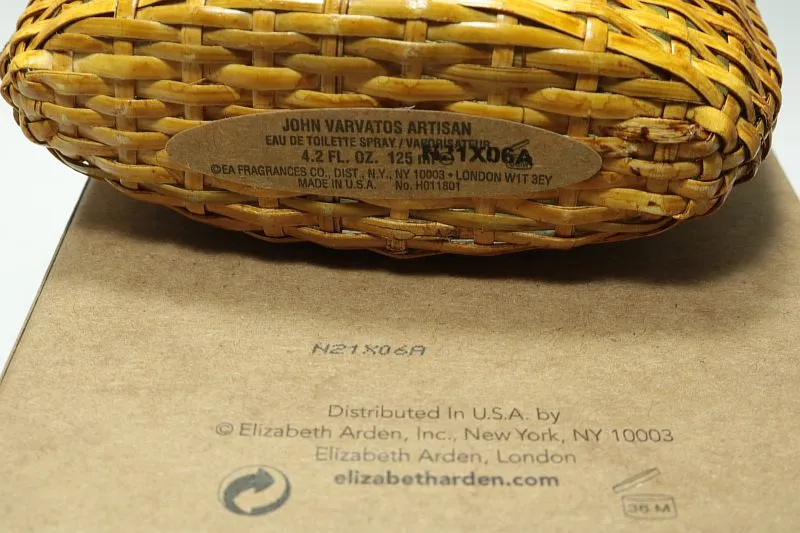 JOHN VARVATOS ARTISAN
EAU DE TOILETTE SPRAY / VAPORISATEUR
4.2 FL. OZ. 125 N21X06A
©EA FRAGRANCES CO., DIST., N.Y., NY 10003 • LONDON W1T 3EY
MADE IN U.S.A. No. H011801
N21X06A
Distributed In U.S.A. by
© Elizabeth Arden, Inc., New York, NY 10003
Elizabeth Arden, London
elizabetharden.com
36 M